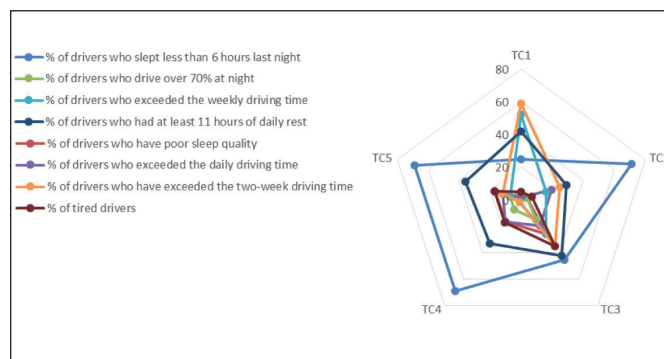 % of drivers who slept less than 6 hours last night
% of drivers who drive over 70% at night
% of drivers who exceeded the weekly driving time
% of drivers who had at least 11 hours of daily rest
% of drivers who have poor sleep quality
% of drivers who exceeded the daily driving time
% of drivers who have exceeded the two-week driving time
% of tired drivers
TC1
80
60
40
20
0
TC5
TC4
TC3